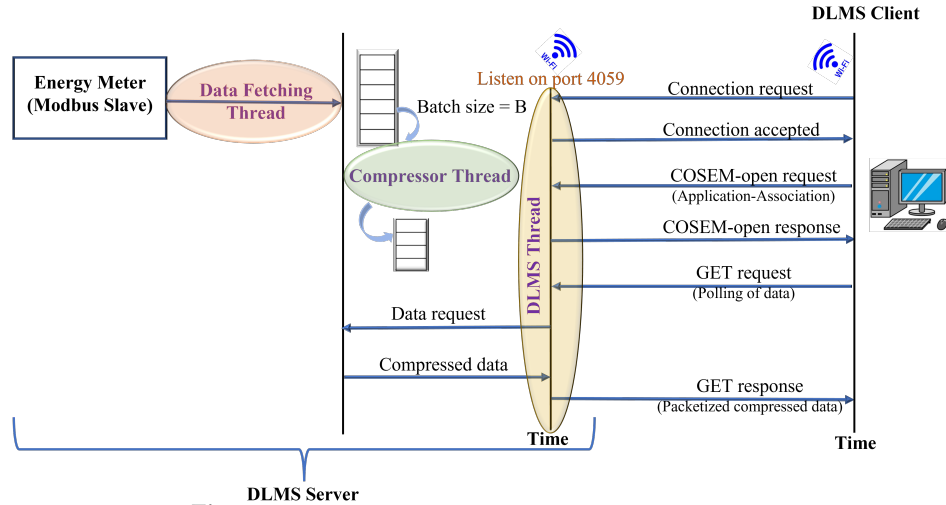 DLMS Client
Wi-Fi
Wi-Fi
Energy Meter
(Modbus Slave)
Data Fetching
Thread
Listen on port 4059
Batch size = B
Connection request
Connection accepted
Compressor Thread
COSEM-open request
(Application-Association)
COSEM-open response
DLMS Thread
GET request
(Polling of data)
Data request
Compressed data
GET response
(Packetized compressed data)
Time
Time
DLMS Server